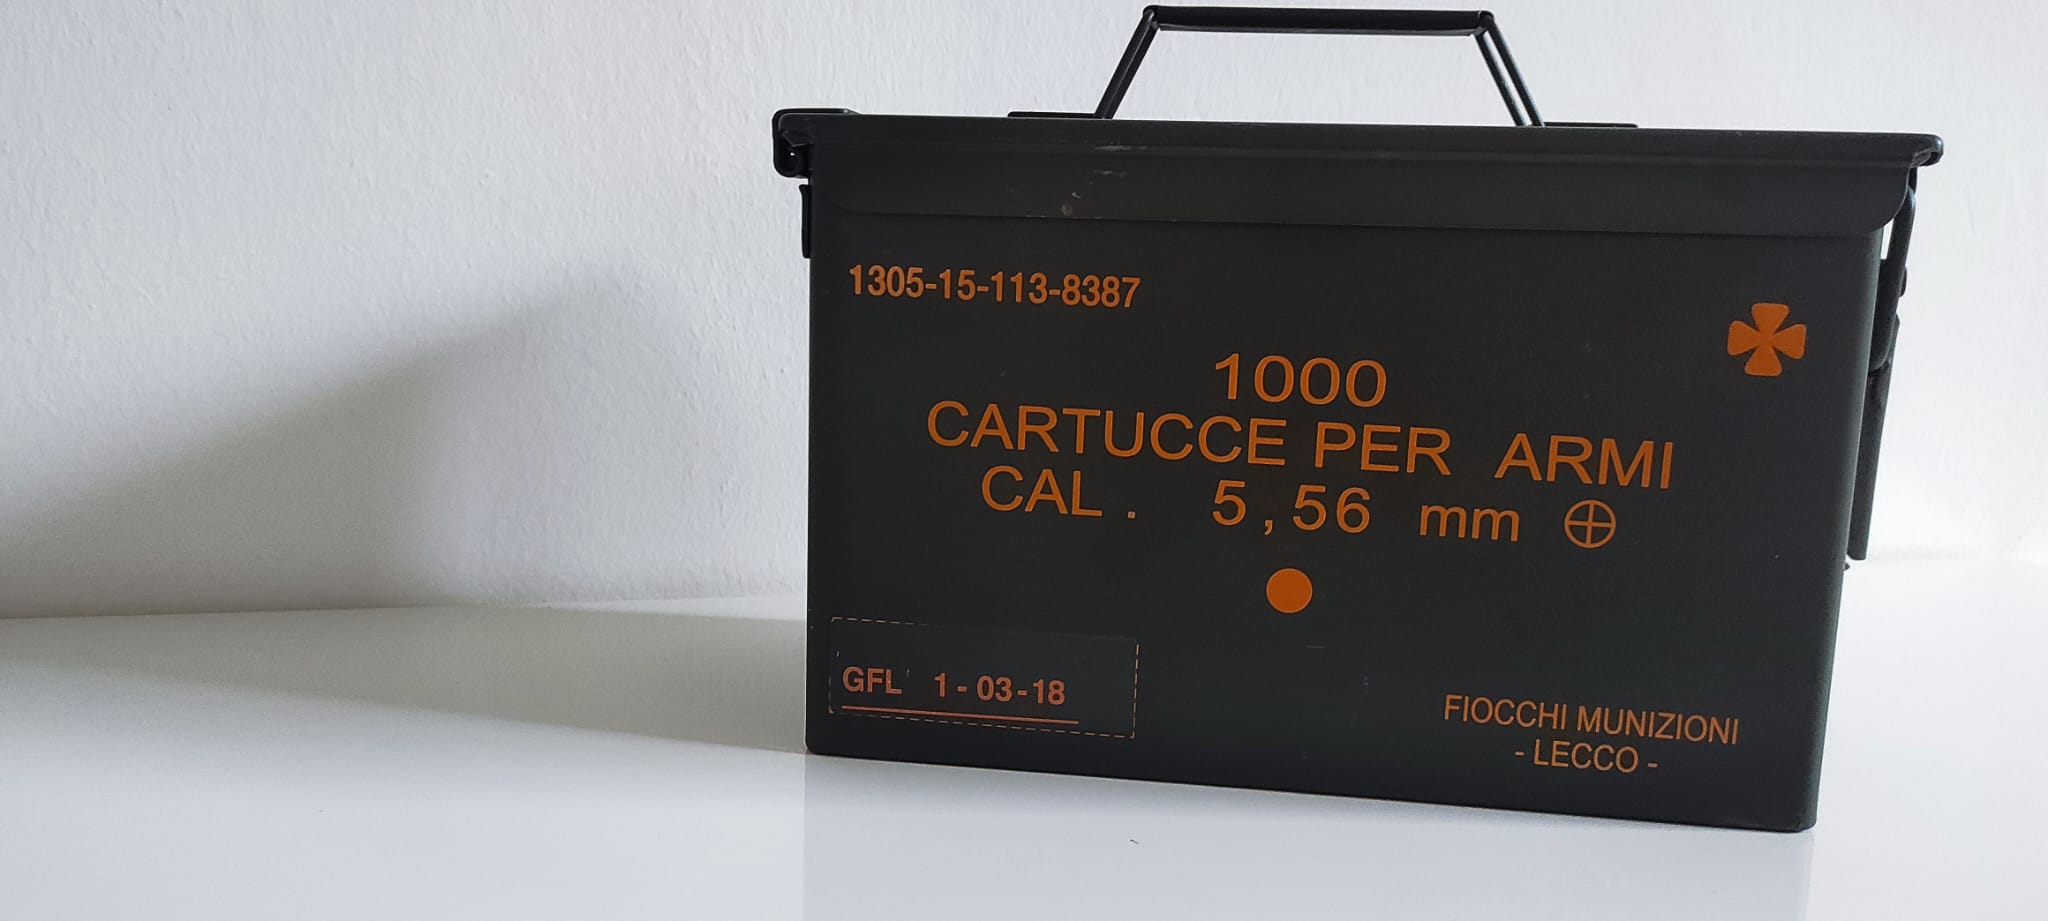 1305-15-113-8387
1000
CARTUCCE PER ARMI
CAL. 5,56 mm
GFL 1-03-18
FIOCCHI MUNIZIONI
- LECCO -